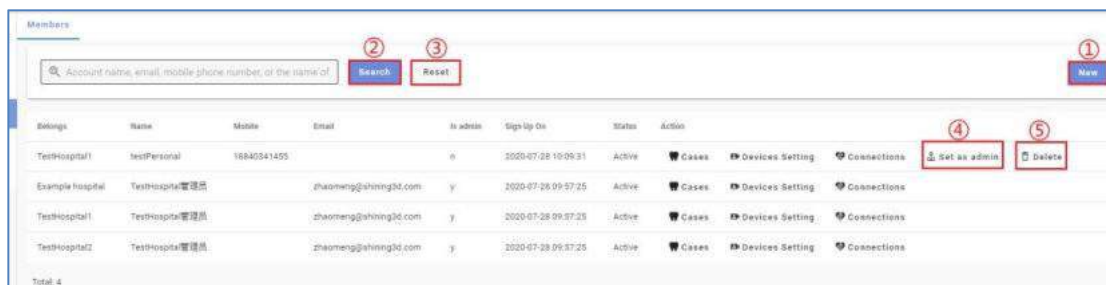 Members
② ③ ①
Account name, email, mobile phone number, or the name of Search Reset New
Belongs Name Mobile Email Is admin Sign Up On Status Action
④ ⑤
TestHospital1 testPersonal 16840341455 n 2020-07-28 10:09:31 Active Cases Devices Setting Connections Set as admin Delete
Example hospital TestHospital管理员 zhaomeng@shining3d.com y 2020-07-28 09:57:25 Active Cases Devices Setting Connections
TestHospital1 TestHospital管理员 zhaomeng@shining3d.com y 2020-07-28 09:57:25 Active Cases Devices Setting Connections
TestHospital2 TestHospital管理员 zhaomeng@shining3d.com y 2020-07-28 09:57:25 Active Cases Devices Setting Connections
Total: 4